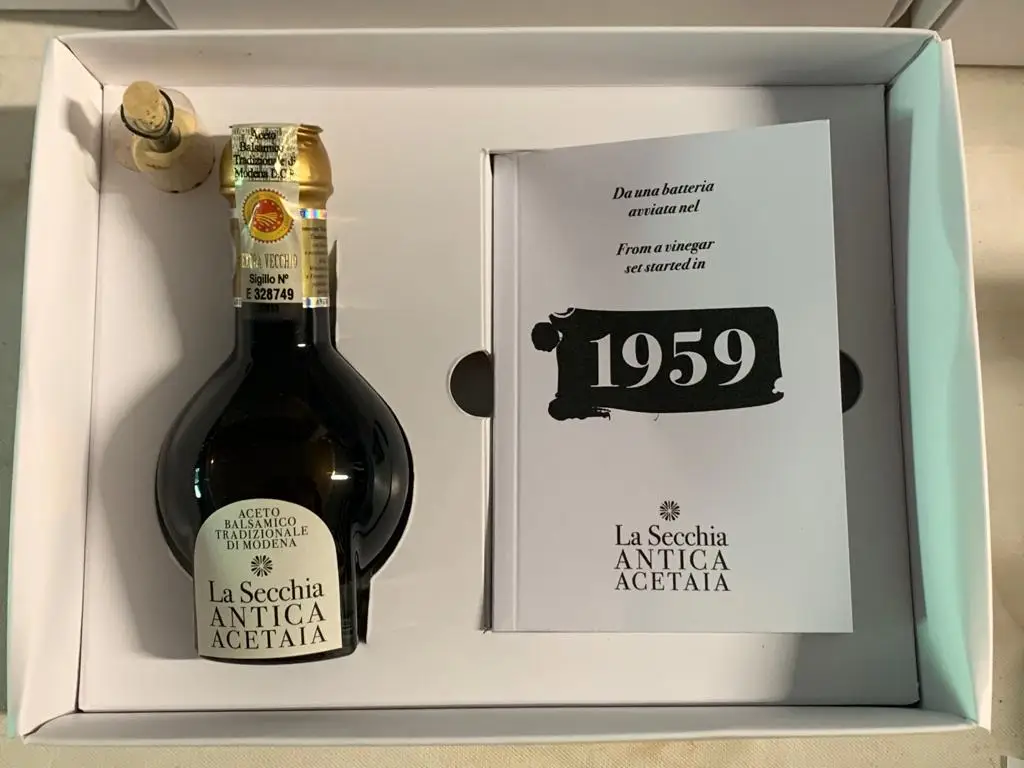 Aceto
Balsamico
Tradizionale di
Modena D.O.P.
EXTRA VECCHIO
Sigillo N°
E 328749
ACETO
BALSAMICO
TRADIZIONALE
DI MODENA
La Secchia
ANTICA
ACETAIA
Da una batteria
avviata nel
From a vinegar
set started in
1959
La Secchia
ANTICA
ACETAIA